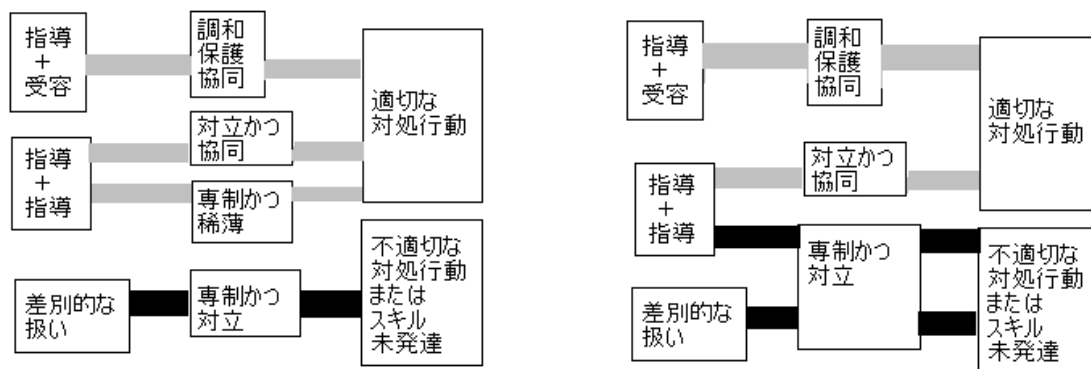 指導
+
受容
調和
保護
協同
適切な
対処行動
指導
+
指導
対立かつ
協同
専制かつ
稀薄
差別的な
扱い
専制かつ
対立
不適切な
対処行動
または
スキル
未発達
指導
+
受容
調和
保護
協同
適切な
対処行動
指導
+
指導
対立かつ
協同
専制かつ
対立
差別的な
扱い
不適切な
対処行動
または
スキル
未発達